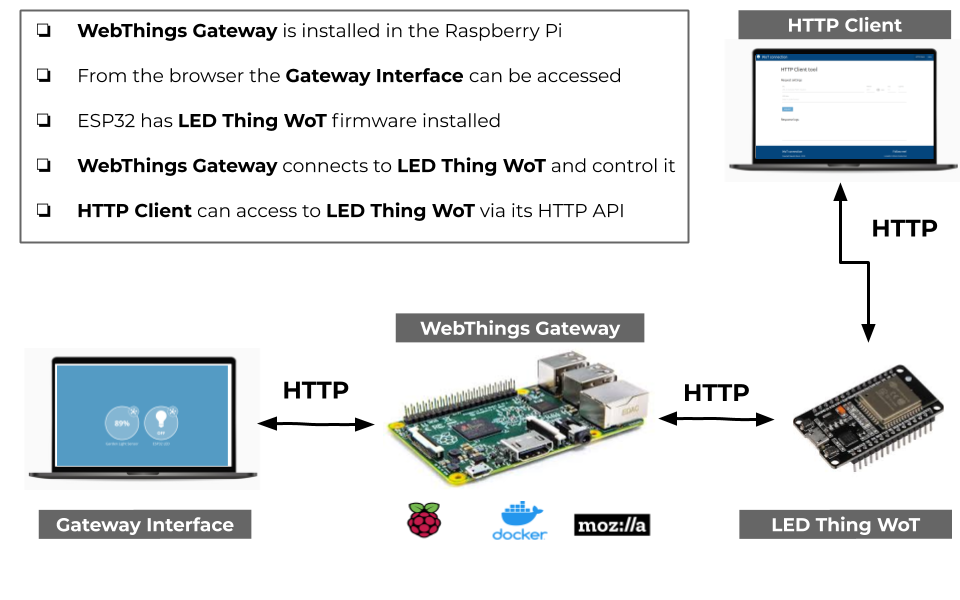 WebThings Gateway is installed in the Raspberry Pi
From the browser the Gateway Interface can be accessed
ESP32 has LED Thing WoT firmware installed
WebThings Gateway connects to LED Thing WoT and control it
HTTP Client can access to LED Thing WoT via its HTTP API
HTTP Client
HTTP Client tool
HTTP
WebThings Gateway
HTTP
HTTP
89%
OFF
Gateway Interface
docker
moz://a
LED Thing WoT